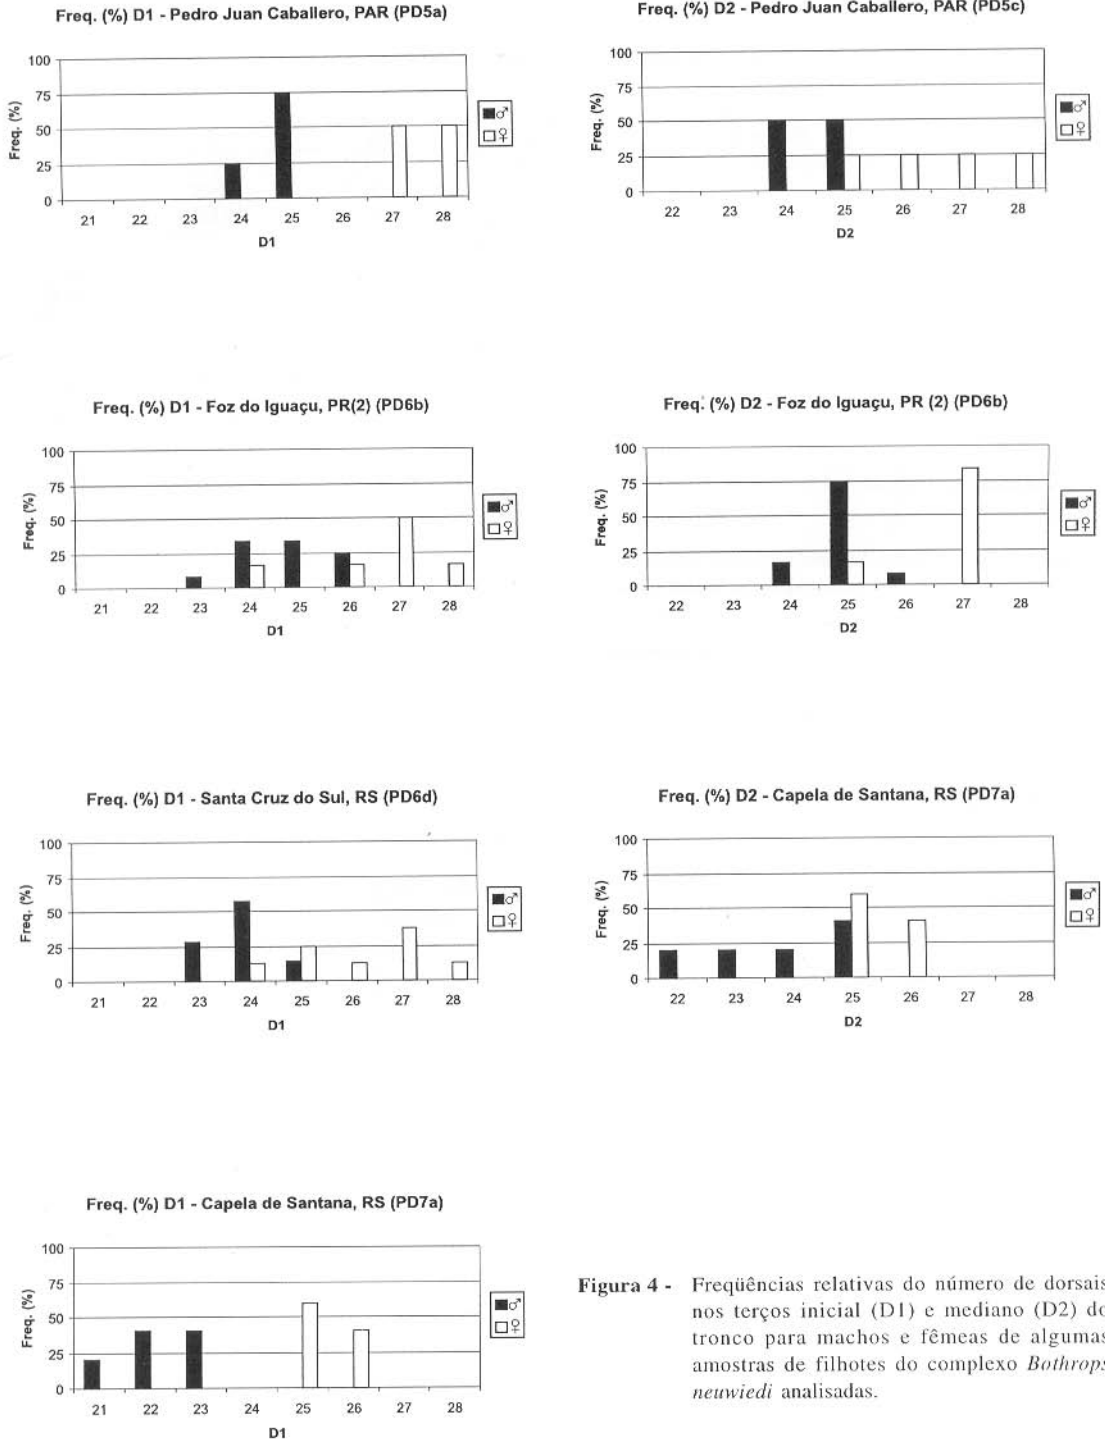 Freq. (%) D1 - Pedro Juan Caballero, PAR (PD5a)
100
75
50
25
0
Freq. (%)
21 22 23 24 25 26 27 28
D1
♂
♀
Freq. (%) D2 - Pedro Juan Caballero, PAR (PD5c)
100
75
50
25
0
Freq. (%)
22 23 24 25 26 27 28
D2
♂
♀
Freq. (%) D1 - Foz do Iguaçu, PR(2) (PD6b)
100
75
50
25
0
Freq. (%)
21 22 23 24 25 26 27 28
D1
♂
♀
Freq. (%) D2 - Foz do Iguaçu, PR (2) (PD6b)
100
75
50
25
0
Freq. (%)
22 23 24 25 26 27 28
D2
♂
♀
Freq. (%) D1 - Santa Cruz do Sul, RS (PD6d)
100
75
50
25
0
Freq. (%)
21 22 23 24 25 26 27 28
D1
♂
♀
Freq. (%) D2 - Capela de Santana, RS (PD7a)
100
75
50
25
0
Freq. (%)
22 23 24 25 26 27 28
D2
♂
♀
Freq. (%) D1 - Capela de Santana, RS (PD7a)
100
75
50
25
0
Freq. (%)
21 22 23 24 25 26 27 28
D1
♂
♀
Figura 4 - Freqüências relativas do número de dorsais
nos terços inicial (D1) e mediano (D2) do
tronco para machos e fêmeas de algumas
amostras de filhotes do complexo Bothrops
neuwiedi analisadas.